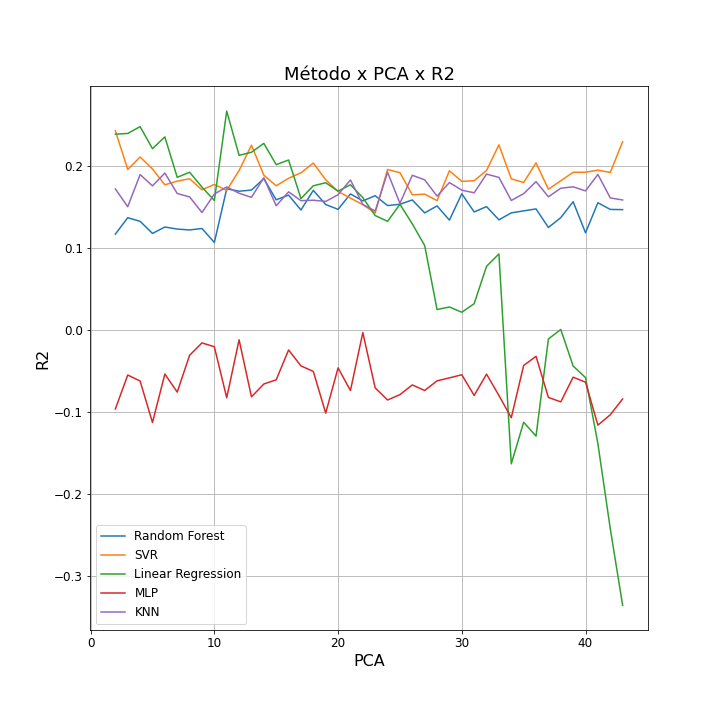 Método x PCA x R2
R2
0.2
0.1
0.0
−0.1
−0.2
−0.3
Random Forest
SVR
Linear Regression
MLP
KNN
0
10
20
30
40
PCA